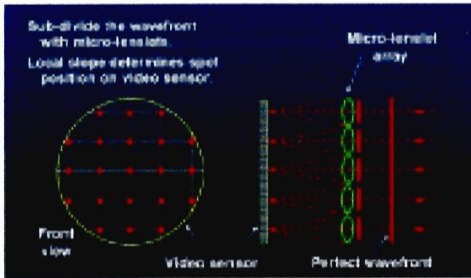 Sub-divide the wavefront
with micro-lenslets.
Local slope determines spot
position on video sensor.
Micro-lenslet
array
Front
view
Video sensor
Perfect wavefront